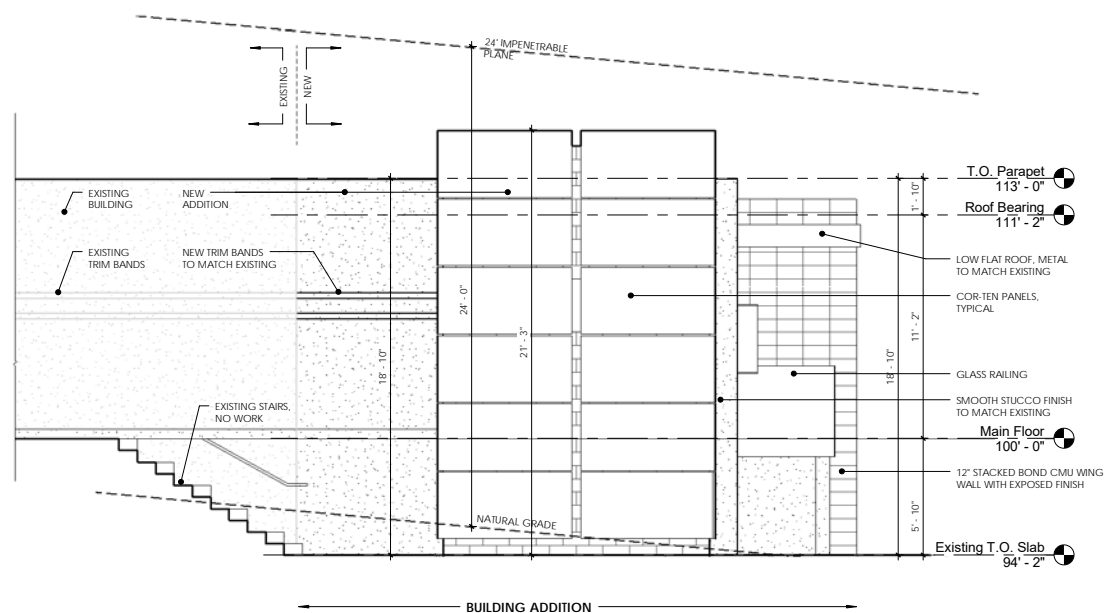 24' IMPENETRABLE
PLANE
EXISTING
NEW
EXISTING
BUILDING
NEW
ADDITION
EXISTING
TRIM BANDS
NEW TRIM BANDS
TO MATCH EXISTING
24' - 0"
21' - 3"
18' - 10"
EXISTING STAIRS,
NO WORK
NATURAL GRADE
T.O. Parapet
113' - 0"
1' - 10"
Roof Bearing
111' - 2"
LOW FLAT ROOF, METAL
TO MATCH EXISTING
COR-TEN PANELS,
TYPICAL
11' - 2"
18' - 10"
GLASS RAILING
SMOOTH STUCCO FINISH
TO MATCH EXISTING
Main Floor
100' - 0"
12" STACKED BOND CMU WING
WALL WITH EXPOSED FINISH
5' - 10"
Existing T.O. Slab
94' - 2"
BUILDING ADDITION